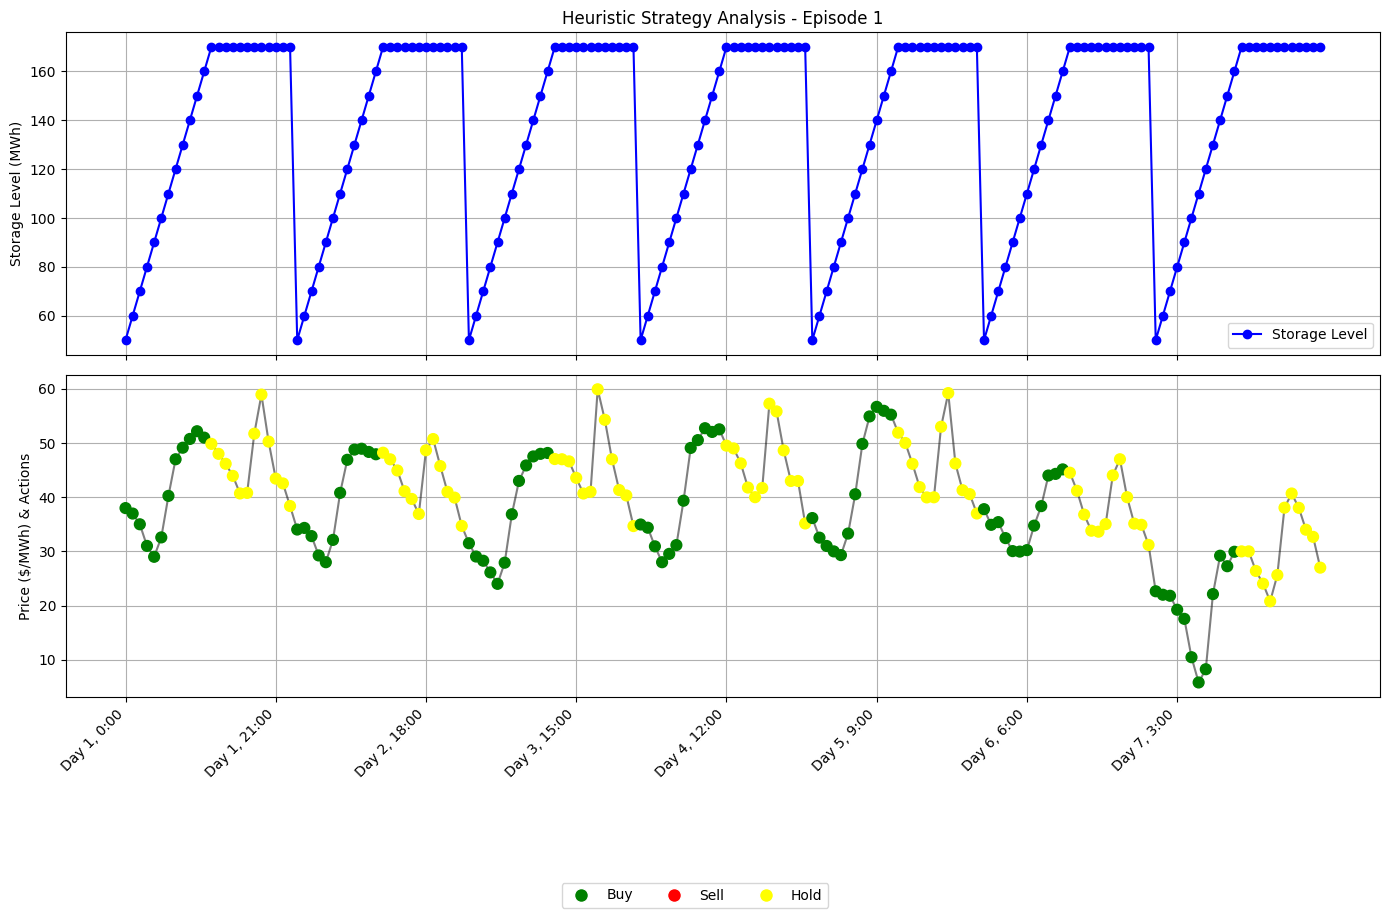 Heuristic Strategy Analysis - Episode 1
Storage Level (MWh)
160
140
120
100
80
60
Storage Level
Price ($/MWh) & Actions
60
50
40
30
20
10
Day 1, 0:00
Day 1, 21:00
Day 2, 18:00
Day 3, 15:00
Day 4, 12:00
Day 5, 9:00
Day 6, 6:00
Day 7, 3:00
Buy Sell Hold